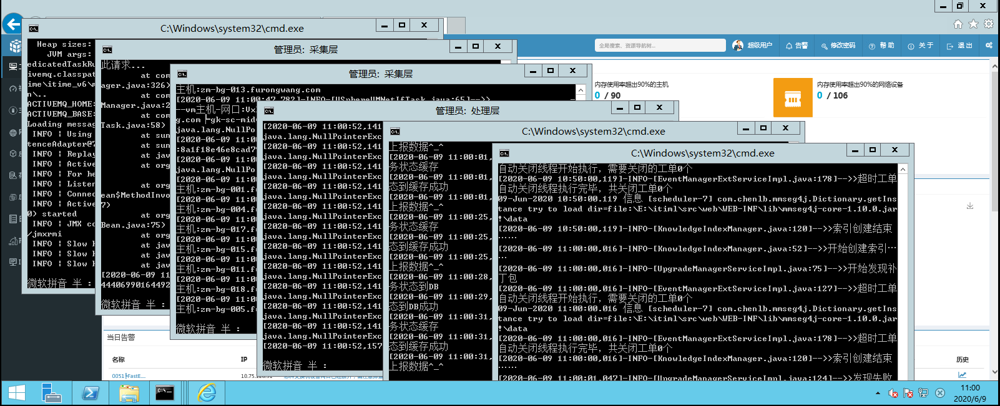 全局搜索、资源导航树...
超级用户
告警
修改密码
帮 助
关 于
退 出
内存使用率超出90%的主机
0 / 90
内存使用率超出90%的网络设备
0 / 106
C:\Windows\system32\cmd.exe
Heap sizes:
JVM args:
edicatedTaskRu
ivemq.classpat
ime\itime_v6\m
n\..
ACTIVEMQ_HOME:
ACTIVEMQ_BASE:
Loading messag
INFO | Using
tenceAdapter@7
INFO | Replay
INFO | Active
INFO | For he
INFO | Listen
INFO | Connec
INFO | Active
0) started
INFO | JMX co
/jmxrmi
INFO | Slow h
INFO | Slow h
INFO | Slow h
微软拼音 半 :
管理员: 采集层
此请求...
at com
ager.java:326)
at com
Manager.java:2
at com
Task.java:58)
at sun
at sun
at jav
at org
at org
ean$MethodInvo
7)
at org
Bean.java:75)
at org
at jav
at jav
at jav
[2020-06-09 11
44406990164492
微软拼音 半 :
管理员: 采集层
主机:zm-bg-013.furongwang.com
[2020-06-09 11:00:47,782]-INFO-[VSphereVMNetIfTask.java:65]-->>
--vm主机-网口:Vx
g.com ├gk-sc-mid
java.lang.NullPo
[2020-06-09 11:0
:8a1f18e46e8cad7
[2020-06-09 11:0
java.lang.NullPo
[2020-06-09 11:0
主机:zm-bg-001.f
[2020-06-09 11:0
主机:zm-bg-004.f
[2020-06-09 11:0
主机:zm-bg-017.f
[2020-06-09 11:0
主机:zm-bg-015.f
[2020-06-09 11:0
主机:zm-bg-011.f
[2020-06-09 11:0
主机:zm-bg-018.f
[2020-06-09 11:0
主机:zm-bg-005.f
微软拼音 半 :
管理员: 处理层
[2020-06-09 11:00:52,141
java.lang.NullPointerExc
[2020-06-09 11:00:52,141
java.lang.NullPointerExc
[2020-06-09 11:00:52,141
java.lang.NullPointerExc
[2020-06-09 11:00:52,141
java.lang.NullPointerExc
[2020-06-09 11:00:52,141
java.lang.NullPointerExc
[2020-06-09 11:00:52,141
java.lang.NullPointerExc
[2020-06-09 11:00:52,141
java.lang.NullPointerExc
[2020-06-09 11:00:52,141
java.lang.NullPointerExc
[2020-06-09 11:00:52,141
java.lang.NullPointerExc
[2020-06-09 11:00:52,141
java.lang.NullPointerExc
[2020-06-09 11:00:52,141
java.lang.NullPointerExc
[2020-06-09 11:00:52,157
微软拼音 半 :
C:\Windows\system32\cmd.exe
上报数据^_^
[2020-06-09 11:00:01,
务状态缓存
[2020-06-09 11:00:01,
态到缓存成功
[2020-06-09 11:00:01,
上报数据^_^
[2020-06-09 11:00:25,
务状态缓存
[2020-06-09 11:00:25,
态到缓存成功
[2020-06-09 11:00:25,
上报数据^_^
[2020-06-09 11:00:28,
务状态到DB
[2020-06-09 11:00:29,
态到DB成功
[2020-06-09 11:00:31,
务状态缓存
[2020-06-09 11:00:31,
态到缓存成功
[2020-06-09 11:00:31,
上报数据^_^
C:\Windows\system32\cmd.exe
自动关闭线程开始执行，需要关闭的工单0个
[2020-06-09 10:50:00,119]-INFO-[EventManagerExtServiceImpl.java:178]-->>超时工单
自动关闭线程执行完毕，共关闭工单0个
09-Jun-2020 10:50:00.119 信息 [scheduler-7] com.chenlb.mmseg4j.Dictionary.getIns
tance try to load dir=file:\E:\itiml\src\web\WEB-INF\lib\mmseg4j-core-1.10.0.jar
!\data
[2020-06-09 10:50:00,119]-INFO-[KnowledgeIndexManager.java:120]-->>索引创建结束
······
[2020-06-09 11:00:00,016]-INFO-[KnowledgeIndexManager.java:52]-->>开始创建索引···
···
[2020-06-09 11:00:00,016]-INFO-[UpgradeManagerServiceImpl.java:75]-->>开始发现补
丁包
[2020-06-09 11:00:00,016]-INFO-[EventManagerExtServiceImpl.java:127]-->>超时工单
自动关闭线程开始执行，需要关闭的工单0个
09-Jun-2020 11:00:00.016 信息 [scheduler-7] com.chenlb.mmseg4j.Dictionary.getIns
tance try to load dir=file:\E:\itiml\src\web\WEB-INF\lib\mmseg4j-core-1.10.0.jar
!\data
[2020-06-09 11:00:00,016]-INFO-[EventManagerExtServiceImpl.java:178]-->>超时工单
自动关闭线程执行完毕，共关闭工单0个
[2020-06-09 11:00:00,016]-INFO-[KnowledgeIndexManager.java:120]-->>索引创建结束
······
[2020-06-09 11:00:01,047]-INFO-[UpgradeManagerServiceImpl.java:124]-->>发现失败
当日告警
名称
IP
历史
0051├FastE...
11:00
2020/6/9